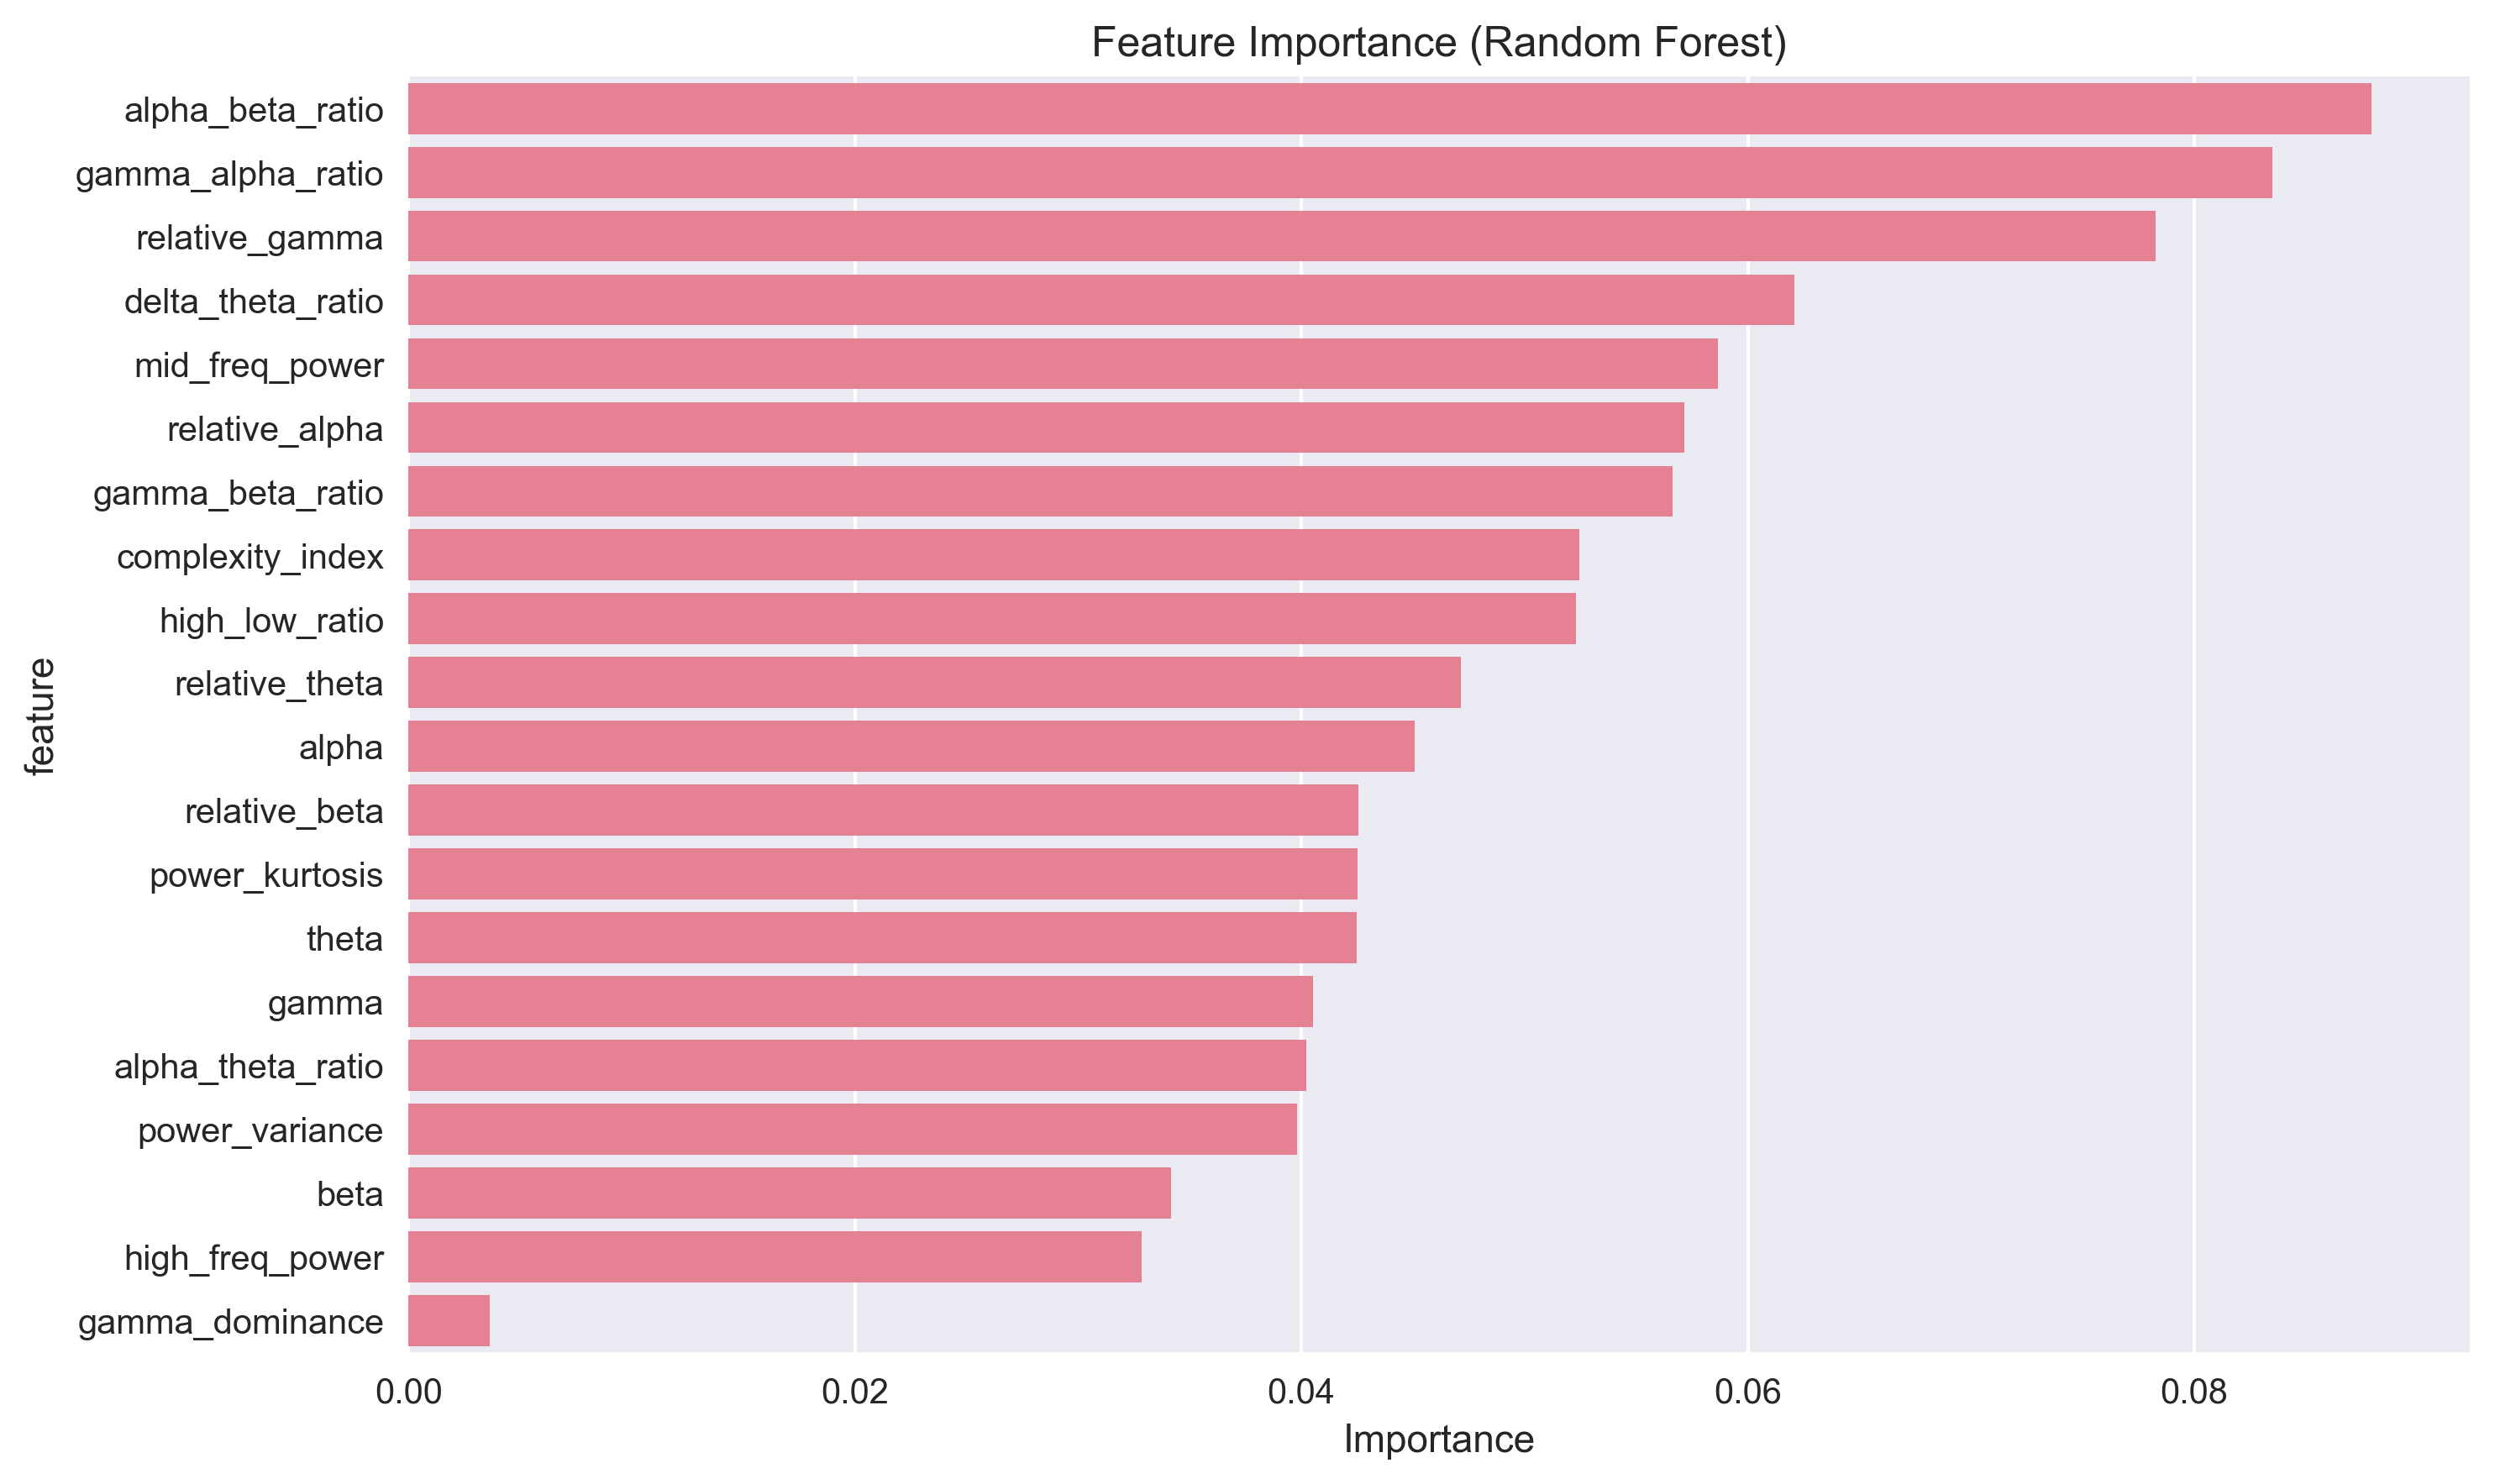 Feature Importance (Random Forest)
alpha_beta_ratio
gamma_alpha_ratio
relative_gamma
delta_theta_ratio
mid_freq_power
relative_alpha
gamma_beta_ratio
complexity_index
high_low_ratio
relative_theta
alpha
relative_beta
power_kurtosis
theta
gamma
alpha_theta_ratio
power_variance
beta
high_freq_power
gamma_dominance
feature
0.00 0.02 0.04 0.06 0.08
Importance